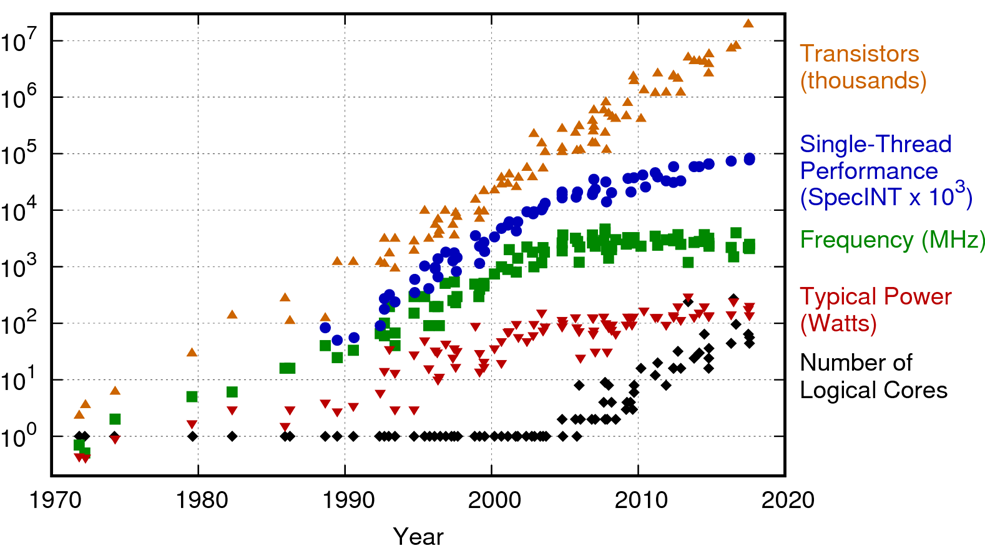 10^7
10^6
10^5
10^4
10^3
10^2
10^1
10^0
1970 1980 1990 2000 2010 2020
Year
Transistors
(thousands)
Single-Thread
Performance
(SpecINT x 10^3)
Frequency (MHz)
Typical Power
(Watts)
Number of
Logical Cores